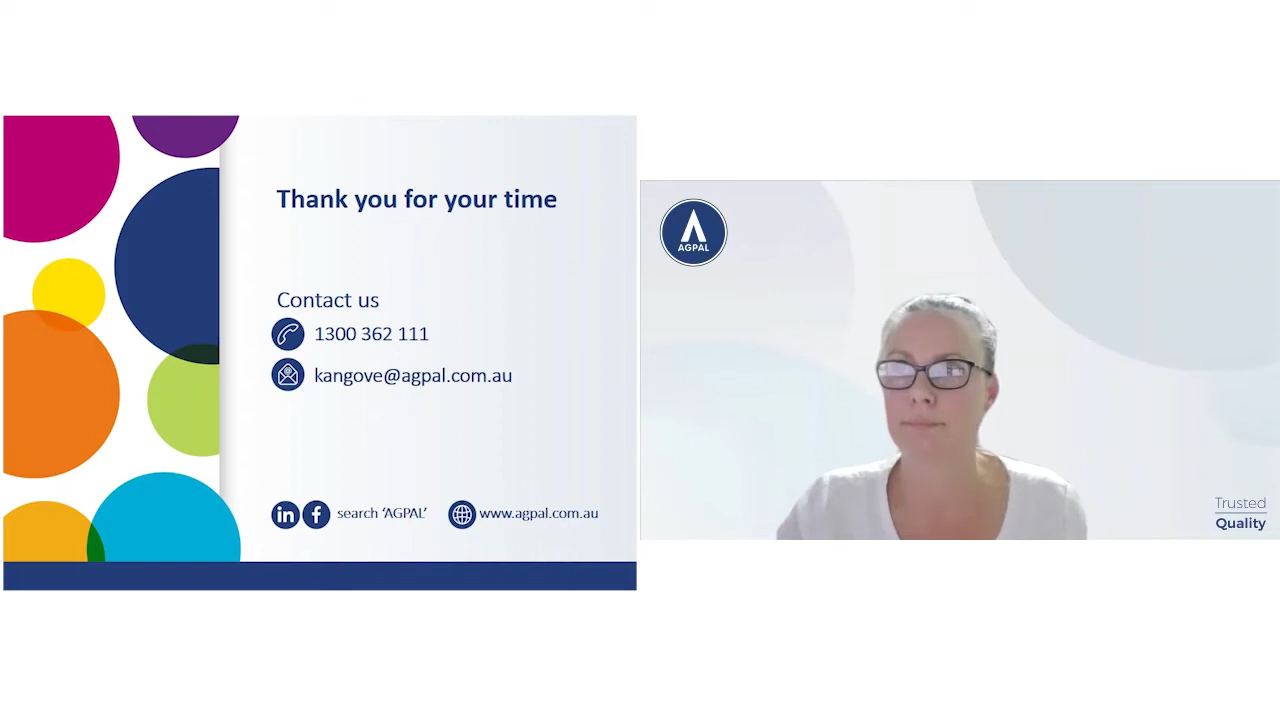 Thank you for your time
Contact us
1300 362 111
kangove@agpal.com.au
in f search ‘AGPAL’ www.agpal.com.au
AGPAL
Trusted
Quality